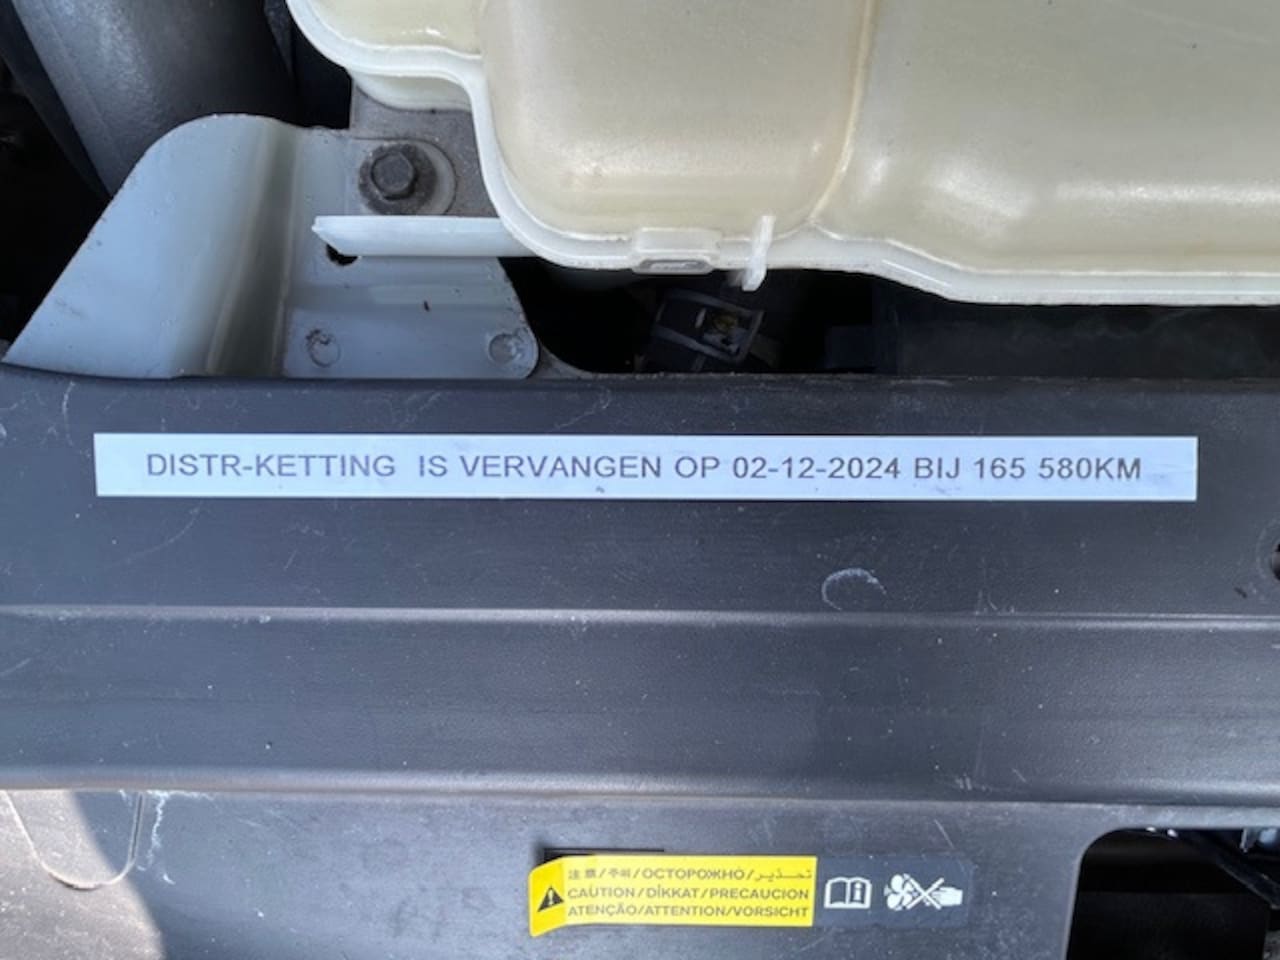 DISTR-KETTING IS VERVANGEN OP 02-12-2024 BIJ 165 580KM
注意/주의/ОСТОРОЖНО/تحذير
CAUTION/DİKKAT/PRECAUCION
ATENÇÃO/ATTENTION/VORSICHT